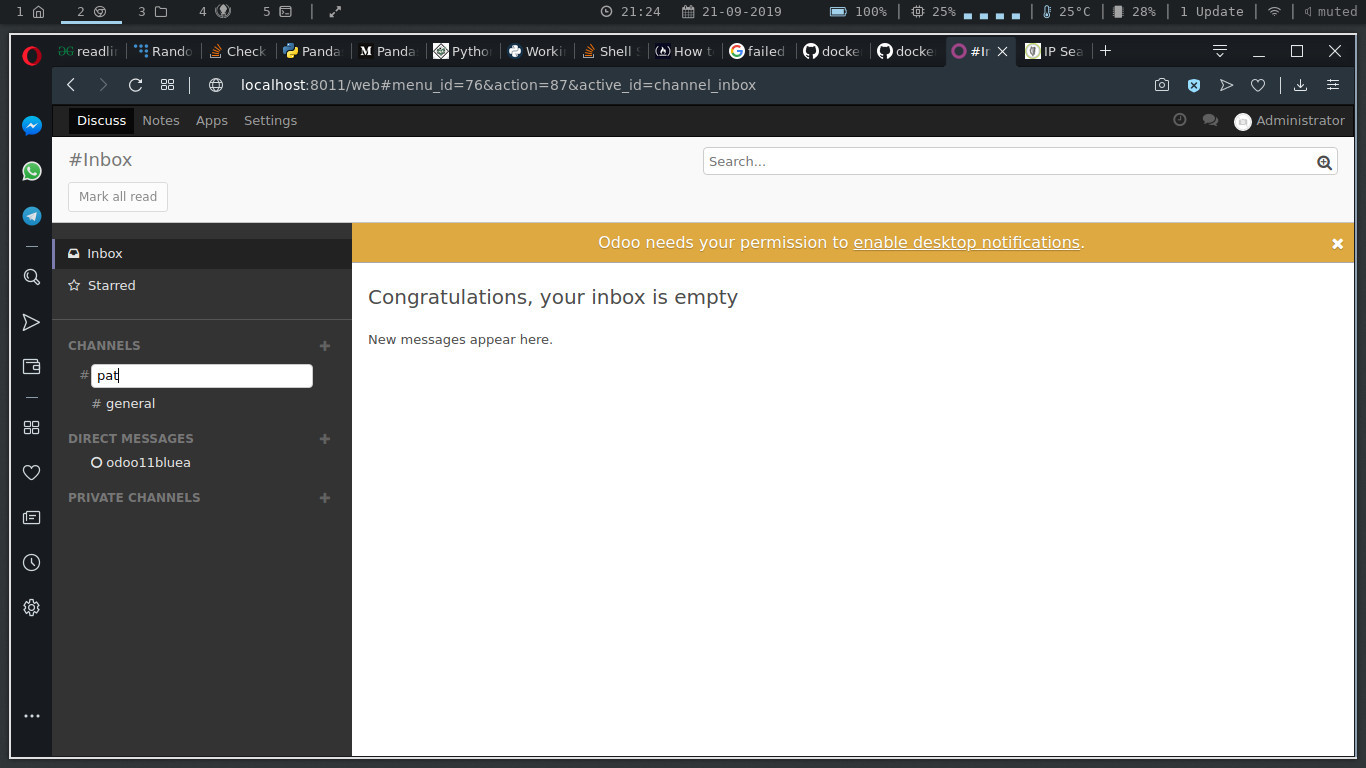 1 2 3 4 5 21:24 21-09-2019 100% 25% 25°C 28% 1 Update muted
readli Rando Check Panda Panda Pytho Worki Shell S How t failed docke docke #Ir IP Sea
localhost:8011/web#menu_id=76&action=87&active_id=channel_inbox
Discuss Notes Apps Settings Administrator
#Inbox Search...
Mark all read
Odoo needs your permission to enable desktop notifications.
Inbox
Starred
Congratulations, your inbox is empty
New messages appear here.
CHANNELS
# pat
# general
DIRECT MESSAGES
odoo11bluea
PRIVATE CHANNELS